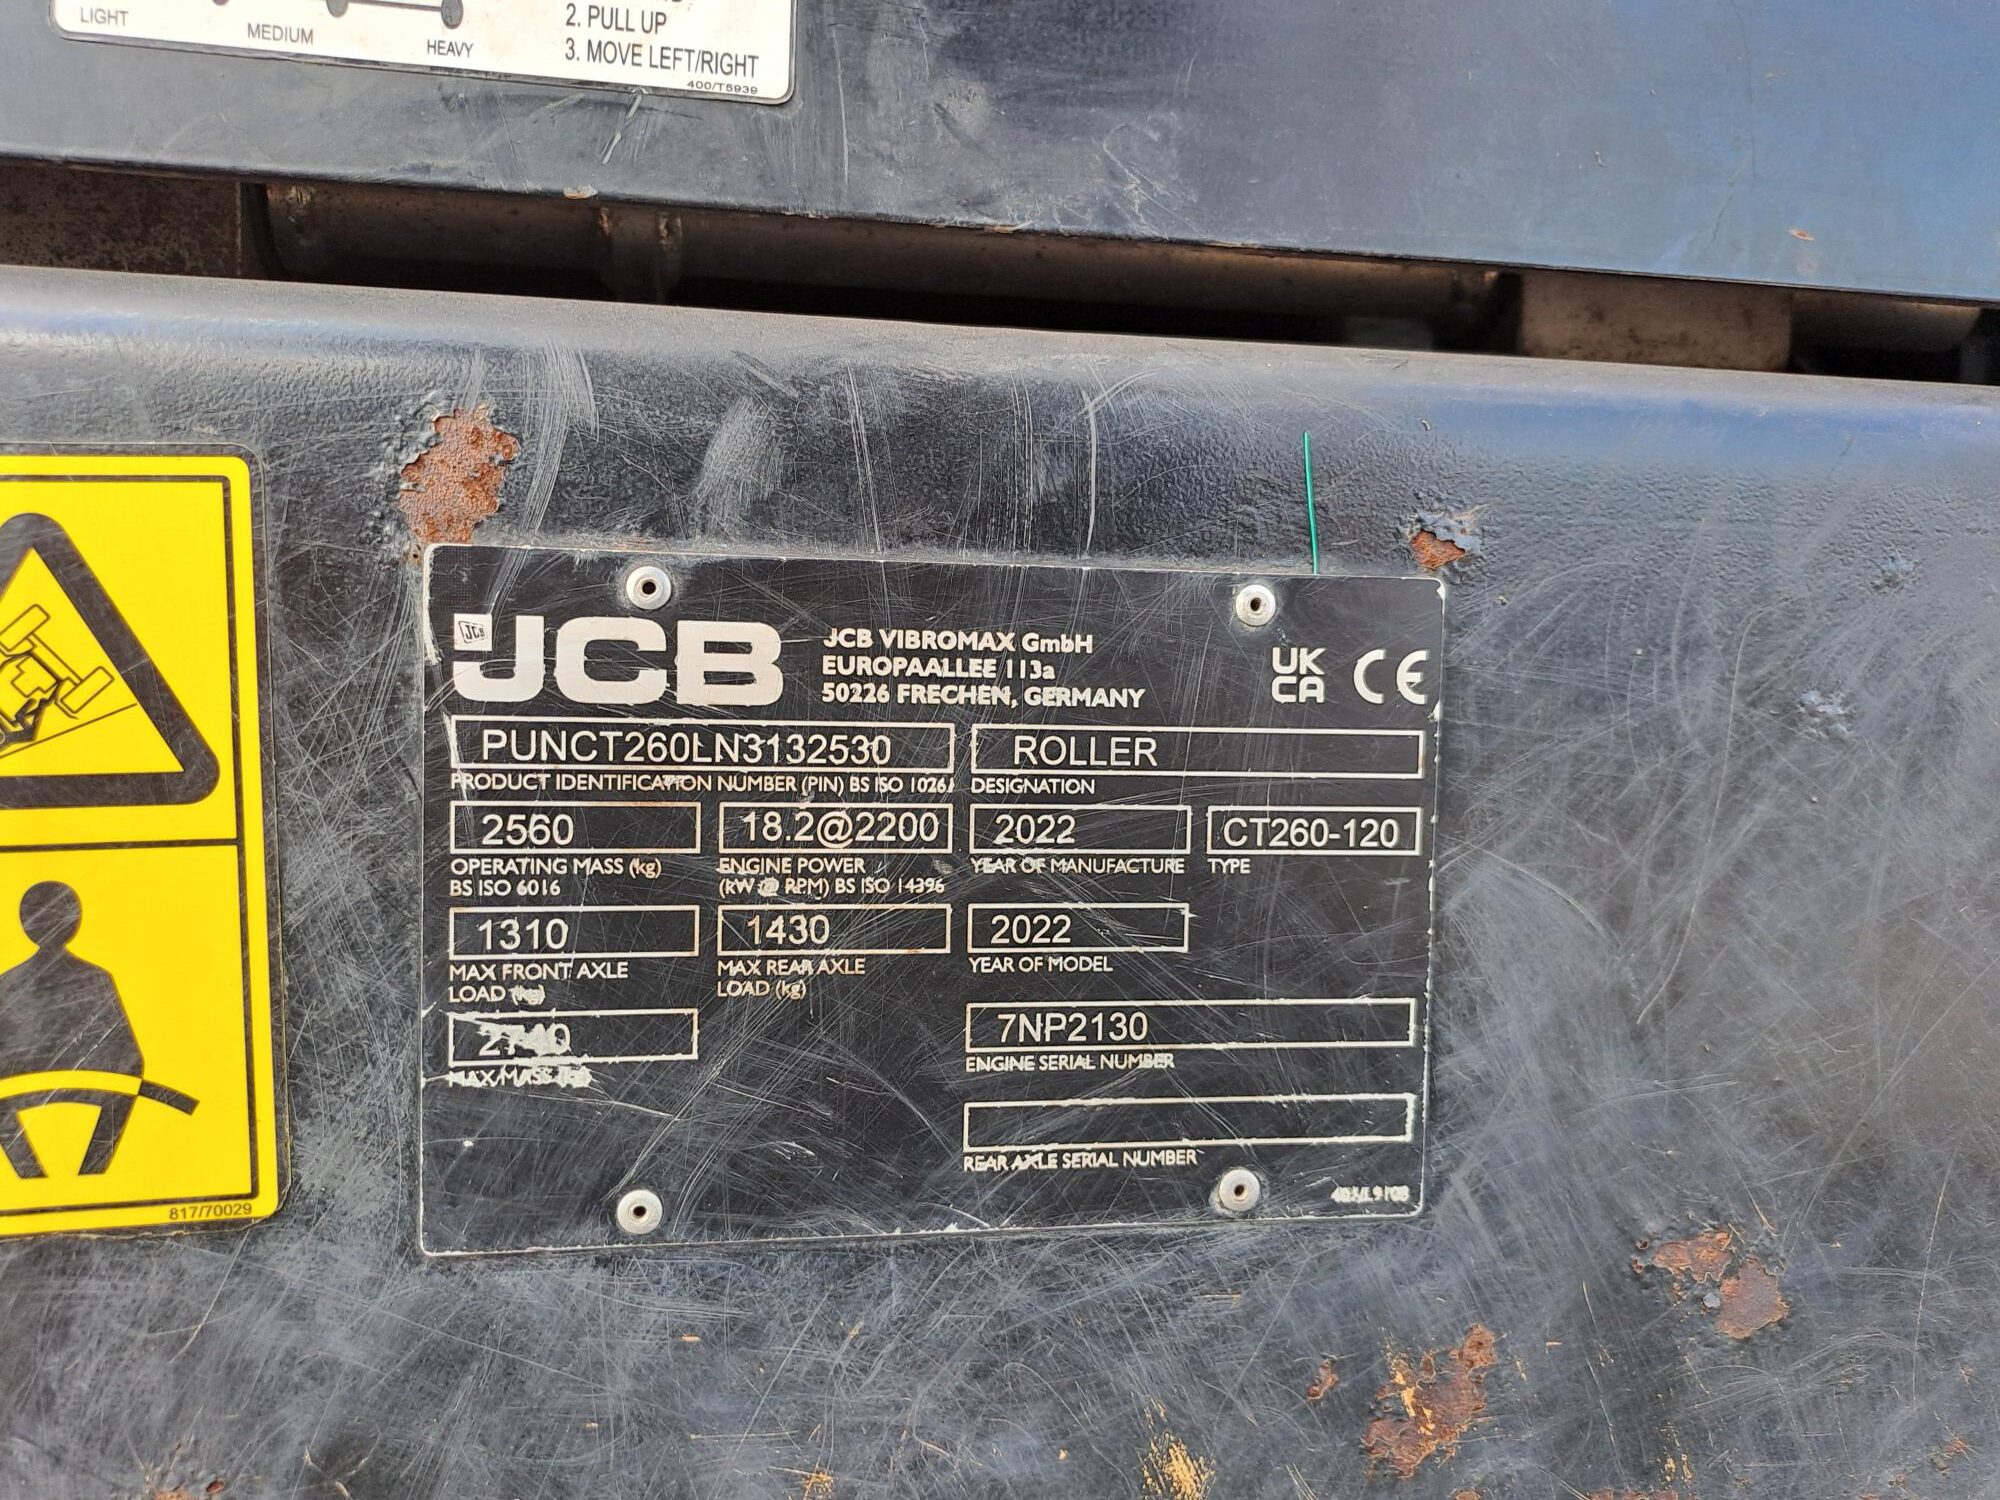 LIGHT
MEDIUM
HEAVY
2. PULL UP
3. MOVE LEFT/RIGHT
400/T5939
JCB
JCB
JCB VIBROMAX GmbH
EUROPAALLEE 113a
50226 FRECHEN, GERMANY
UK
CA
CE
PUNCT260LN3132530
PRODUCT IDENTIFICATION NUMBER (PIN) BS ISO 10261
ROLLER
DESIGNATION
2560
OPERATING MASS (kg)
BS ISO 6016
18.2@2200
ENGINE POWER
(kW @ RPM) BS ISO 14396
2022
YEAR OF MANUFACTURE
CT260-120
TYPE
1310
MAX FRONT AXLE
LOAD (kg)
1430
MAX REAR AXLE
LOAD (kg)
2022
YEAR OF MODEL
2740
MAX MASS (kg)
7NP2130
ENGINE SERIAL NUMBER
REAR AXLE SERIAL NUMBER
817/70029